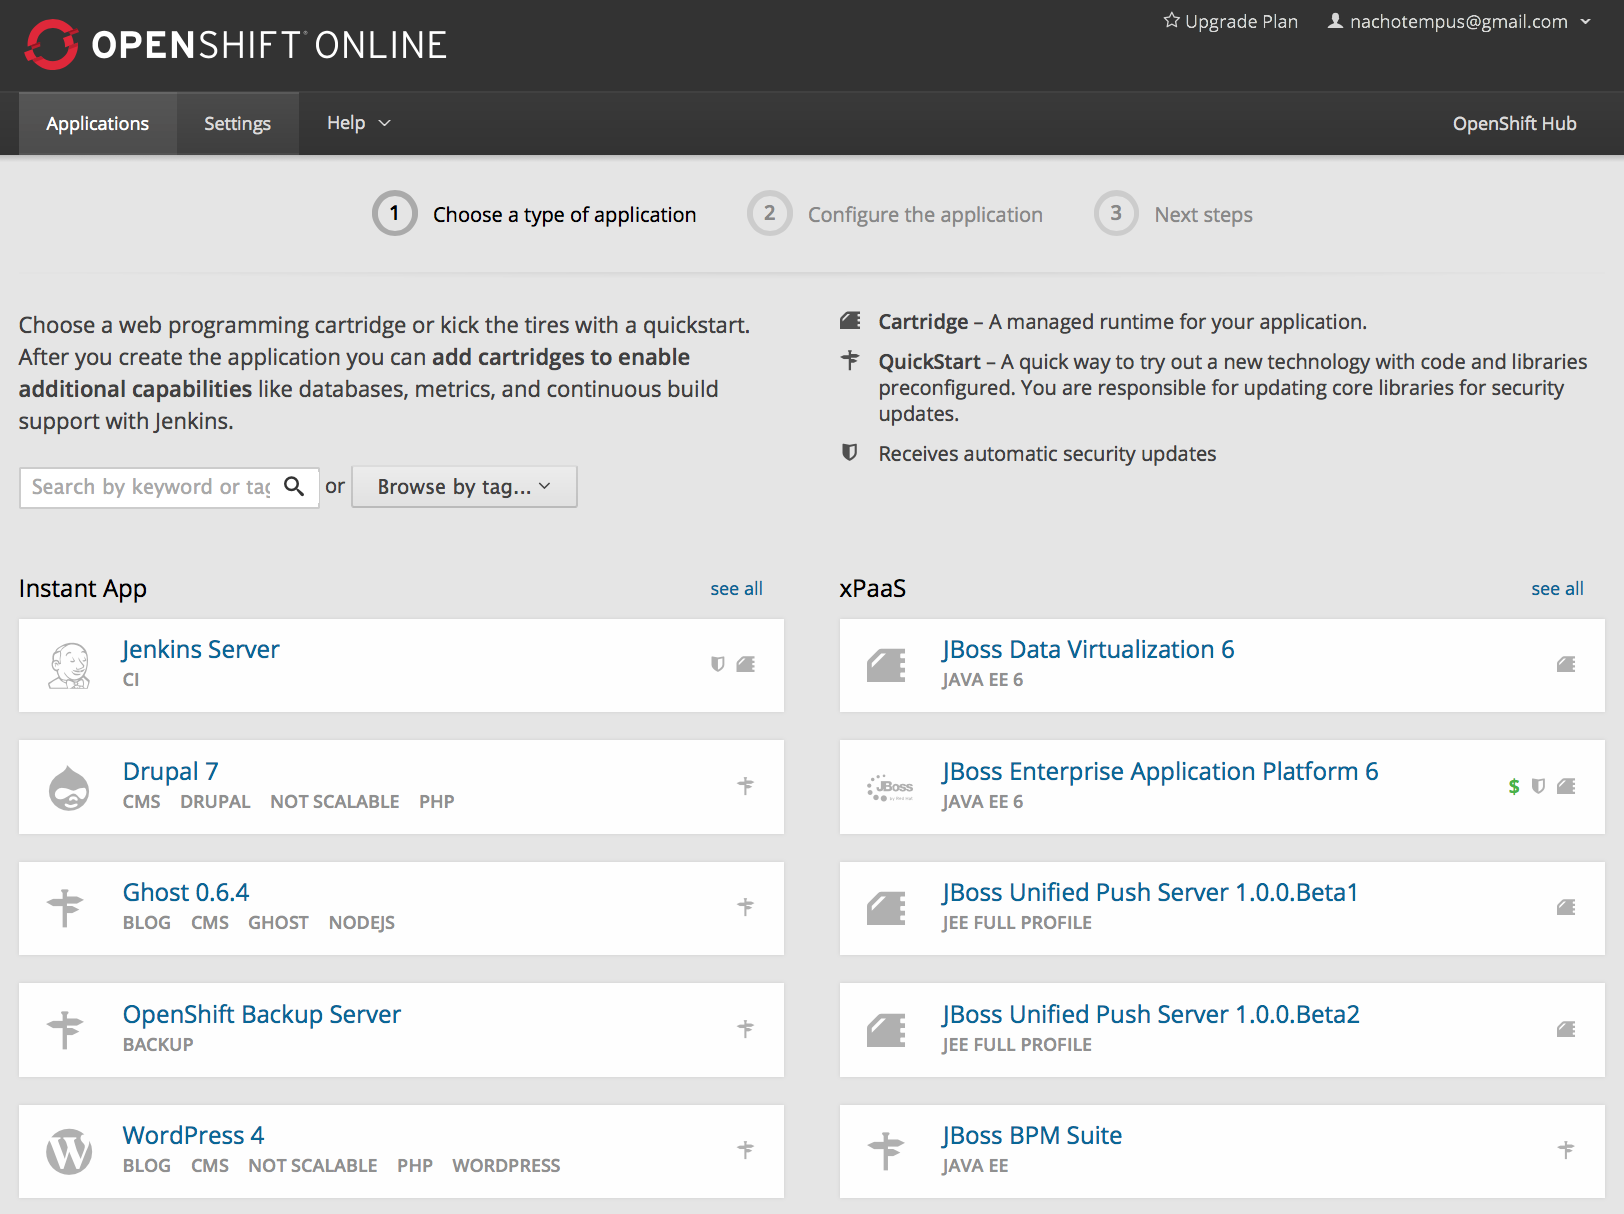 OPENSHIFT ONLINE
Upgrade Plan
nachotempus@gmail.com
Applications
Settings
Help
OpenShift Hub
1 Choose a type of application
2 Configure the application
3 Next steps
Choose a web programming cartridge or kick the tires with a quickstart.
After you create the application you can add cartridges to enable
additional capabilities like databases, metrics, and continuous build
support with Jenkins.
Search by keyword or tag
or
Browse by tag...
Cartridge – A managed runtime for your application.
QuickStart – A quick way to try out a new technology with code and libraries
preconfigured. You are responsible for updating core libraries for security
updates.
Receives automatic security updates
Instant App
see all
Jenkins Server
CI
Drupal 7
CMS DRUPAL NOT SCALABLE PHP
Ghost 0.6.4
BLOG CMS GHOST NODEJS
OpenShift Backup Server
BACKUP
WordPress 4
BLOG CMS NOT SCALABLE PHP WORDPRESS
xPaaS
see all
JBoss Data Virtualization 6
JAVA EE 6
JBoss
JBoss Enterprise Application Platform 6
JAVA EE 6
$
JBoss Unified Push Server 1.0.0.Beta1
JEE FULL PROFILE
JBoss Unified Push Server 1.0.0.Beta2
JEE FULL PROFILE
JBoss BPM Suite
JAVA EE